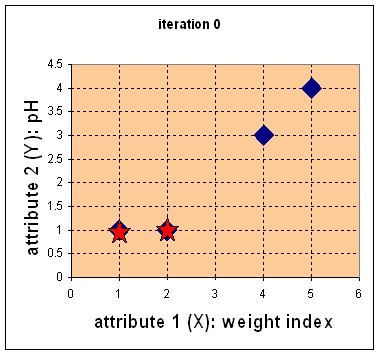 iteration 0
attribute 2 (Y): pH
4.5
4
3.5
3
2.5
2
1.5
1
0.5
0
0 1 2 3 4 5 6
attribute 1 (X): weight index